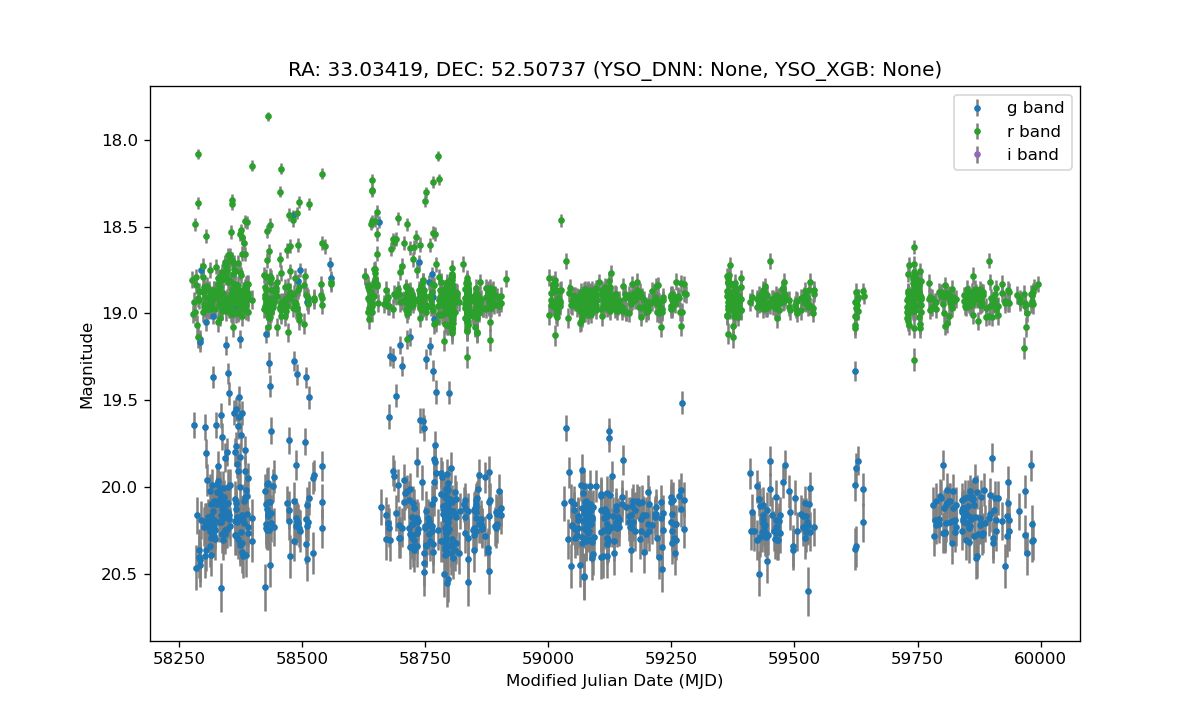 RA: 33.03419, DEC: 52.50737 (YSO_DNN: None, YSO_XGB: None)
g band
r band
i band
18.0
18.5
19.0
19.5
20.0
20.5
Magnitude
58250
58500
58750
59000
59250
59500
59750
60000
Modified Julian Date (MJD)